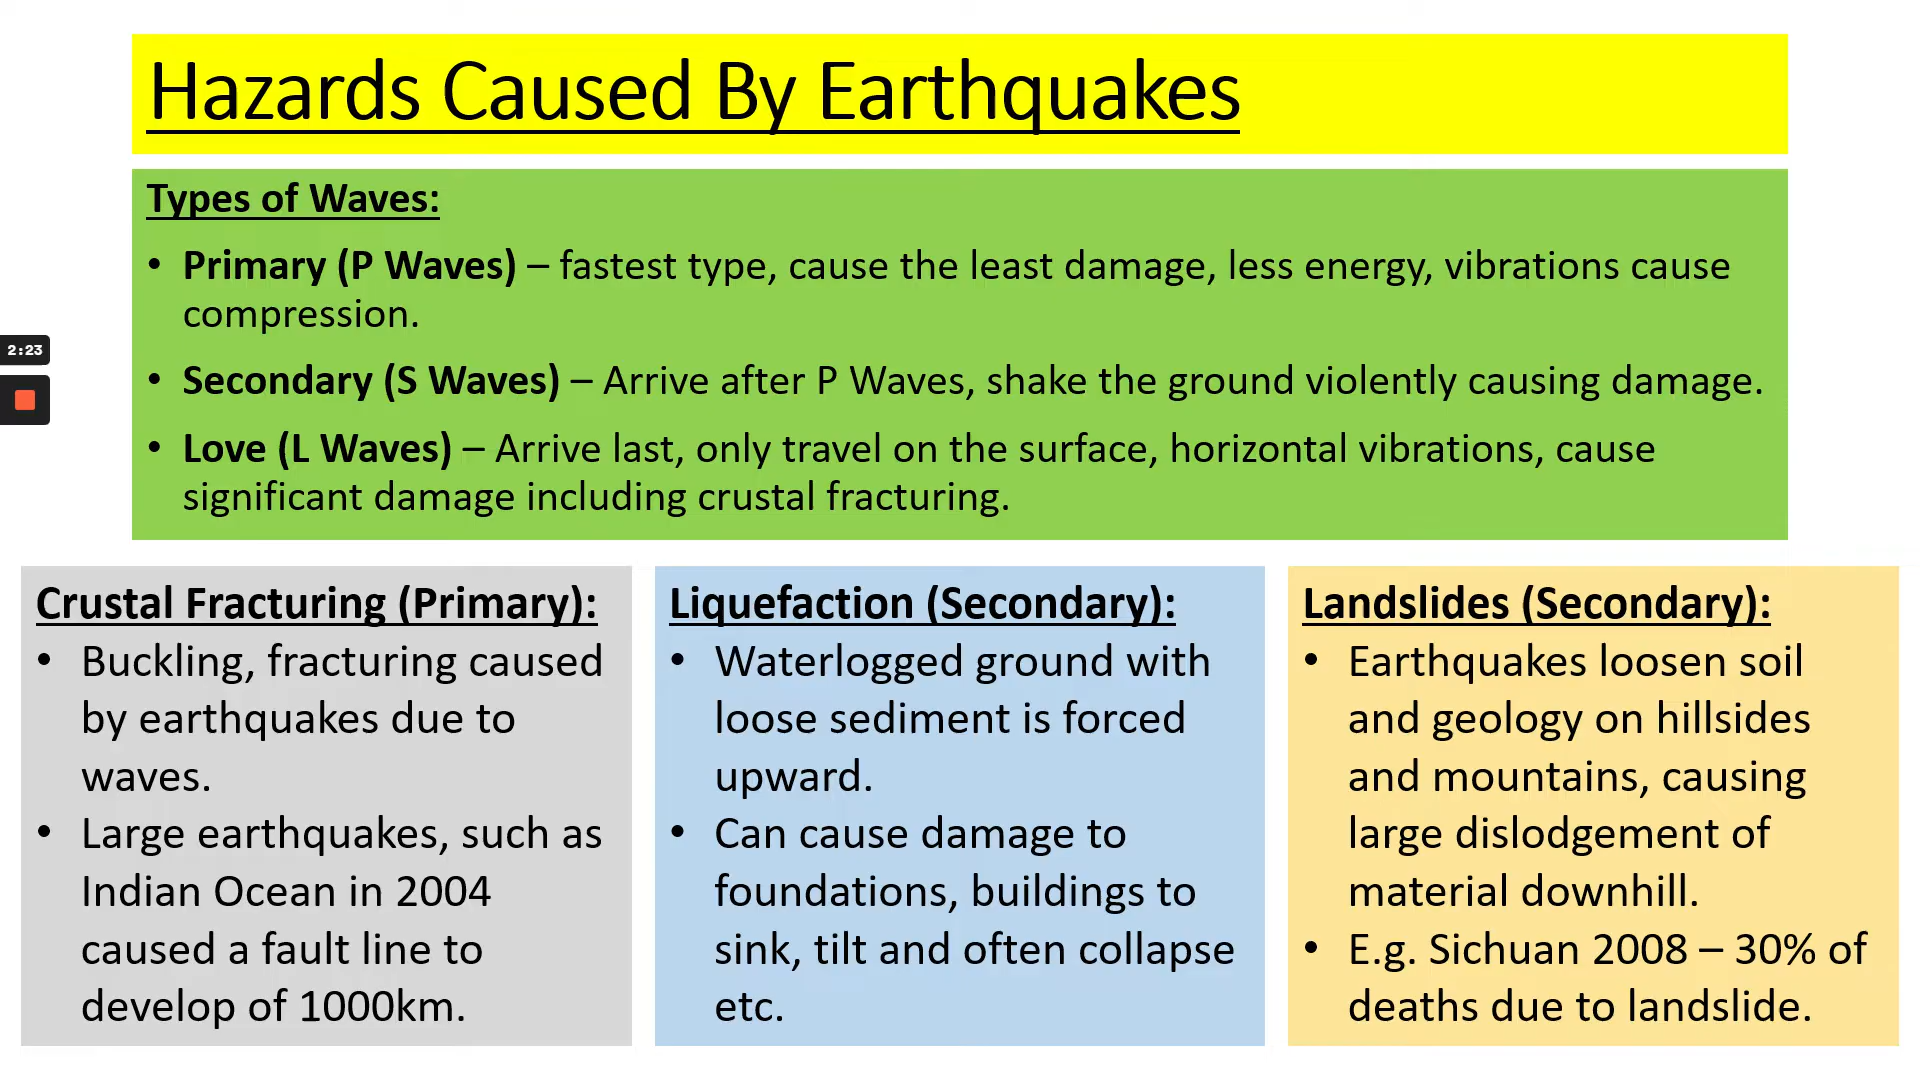 Hazards Caused By Earthquakes
Types of Waves:
• Primary (P Waves) – fastest type, cause the least damage, less energy, vibrations cause
compression.
• Secondary (S Waves) – Arrive after P Waves, shake the ground violently causing damage.
• Love (L Waves) – Arrive last, only travel on the surface, horizontal vibrations, cause
significant damage including crustal fracturing.
2:23
Crustal Fracturing (Primary):
• Buckling, fracturing caused
by earthquakes due to
waves.
• Large earthquakes, such as
Indian Ocean in 2004
caused a fault line to
develop of 1000km.
Liquefaction (Secondary):
• Waterlogged ground with
loose sediment is forced
upward.
• Can cause damage to
foundations, buildings to
sink, tilt and often collapse
etc.
Landslides (Secondary):
• Earthquakes loosen soil
and geology on hillsides
and mountains, causing
large dislodgement of
material downhill.
• E.g. Sichuan 2008 – 30% of
deaths due to landslide.